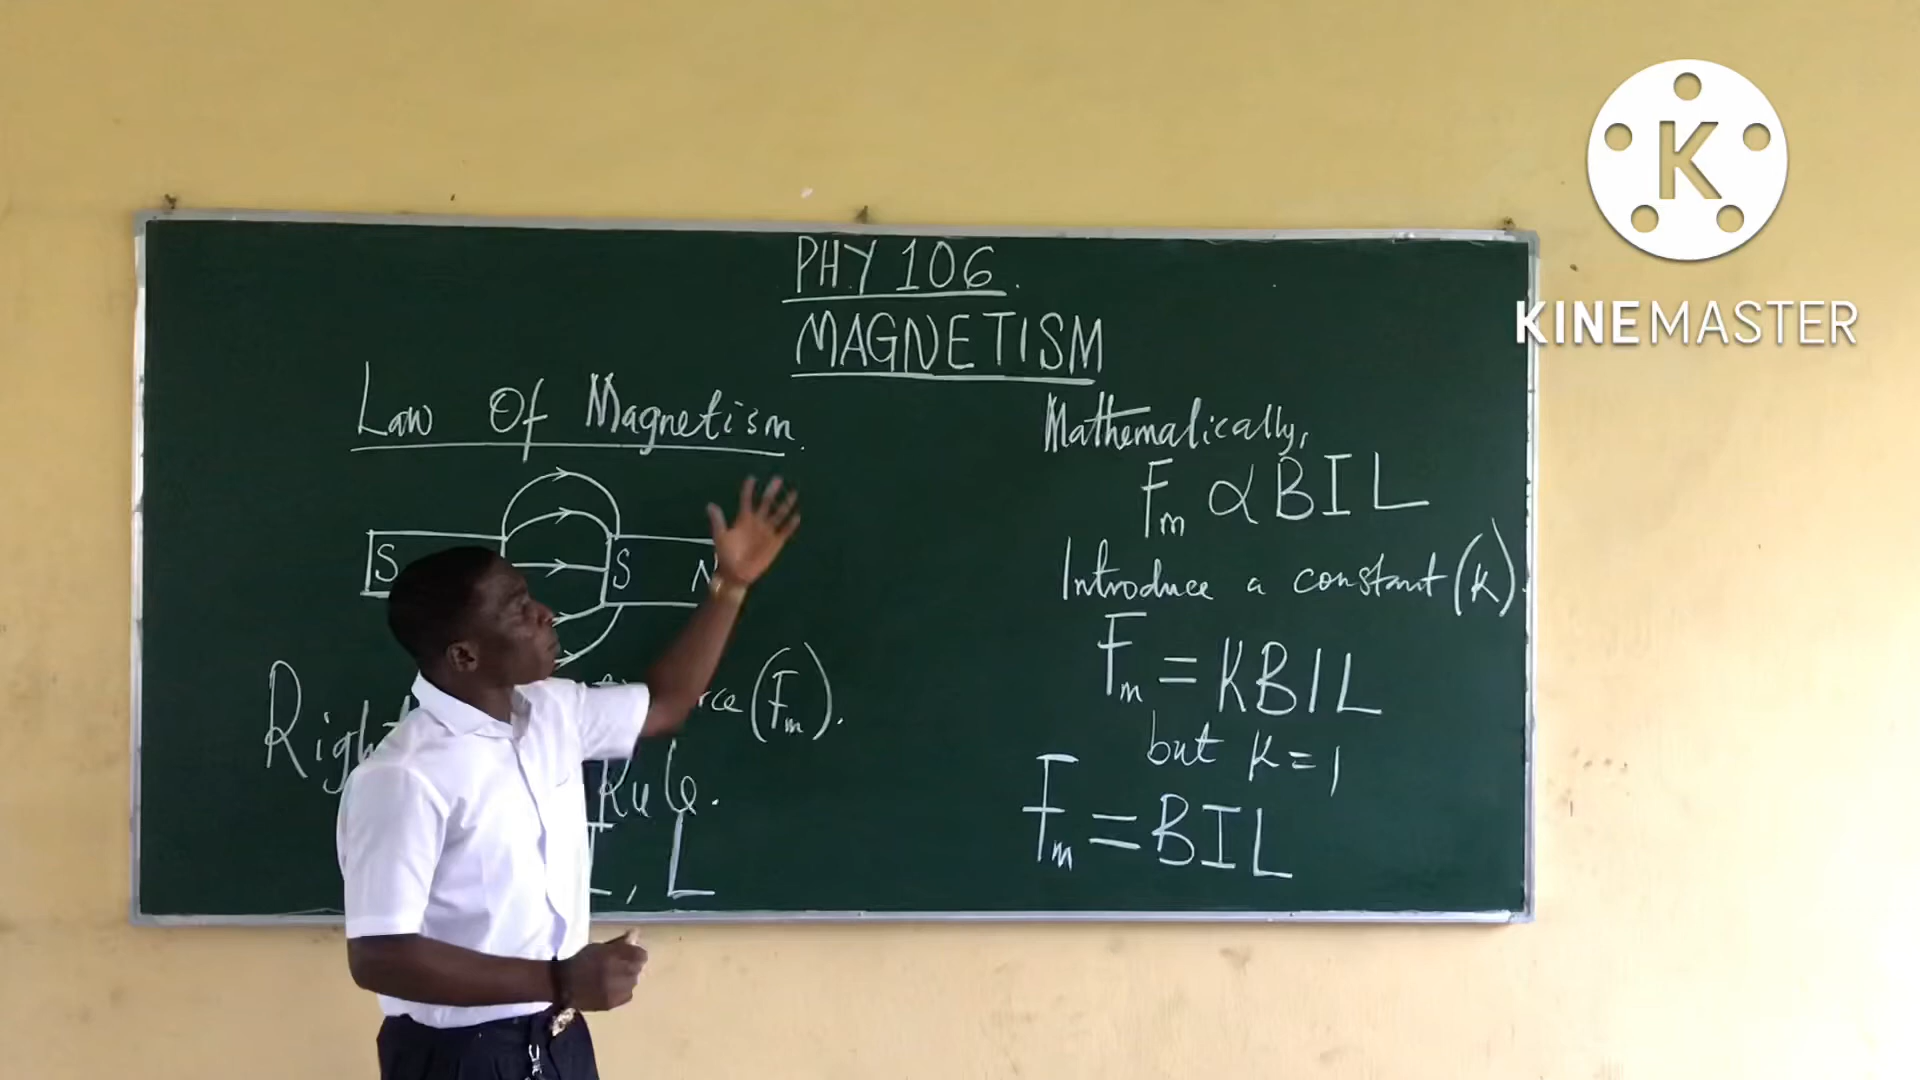 PHY 106.
MAGNETISM
Law Of Magnetism.
S S N
(Fm).
Right
Rule.
L, L
Mathematically,
Fm ∝ BIL
Introduce a constant (K).
Fm = KBIL
but K = 1
Fm = BIL
K
KINEMASTER